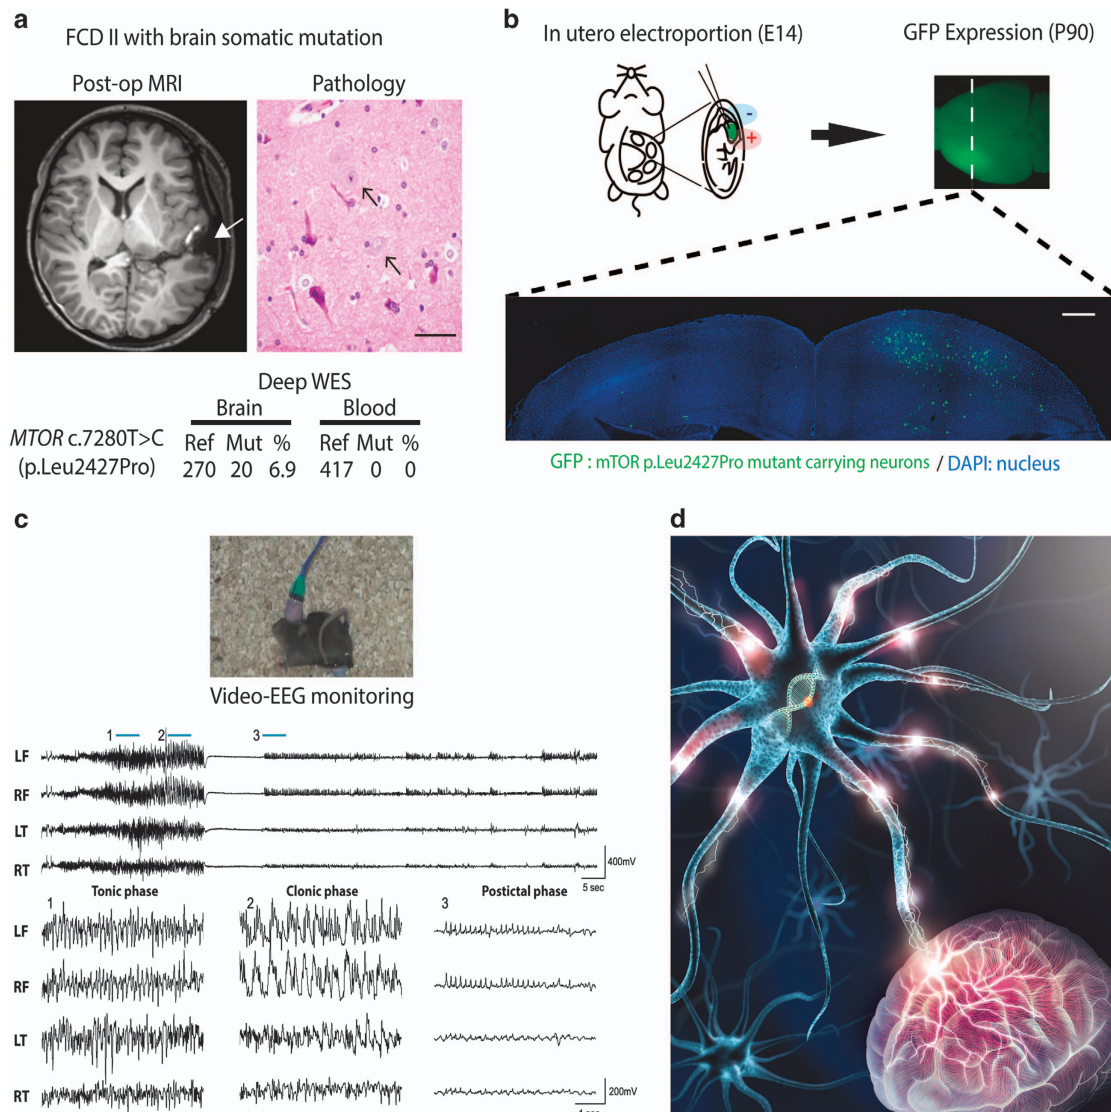 a
FCD II with brain somatic mutation
Post-op MRI
Pathology
Deep WES
Brain
Blood
MTOR c.7280T>C
(p.Leu2427Pro)
Ref Mut %
Ref Mut %
270 20 6.9
417 0 0
b
In utero electroportion (E14)
GFP Expression (P90)
-
+
GFP : mTOR p.Leu2427Pro mutant carrying neurons / DAPI: nucleus
c
Video-EEG monitoring
1
2
3
LF
RF
LT
RT
400mV
5 sec
Tonic phase
Clonic phase
Postictal phase
1
2
3
LF
RF
LT
RT
200mV
d